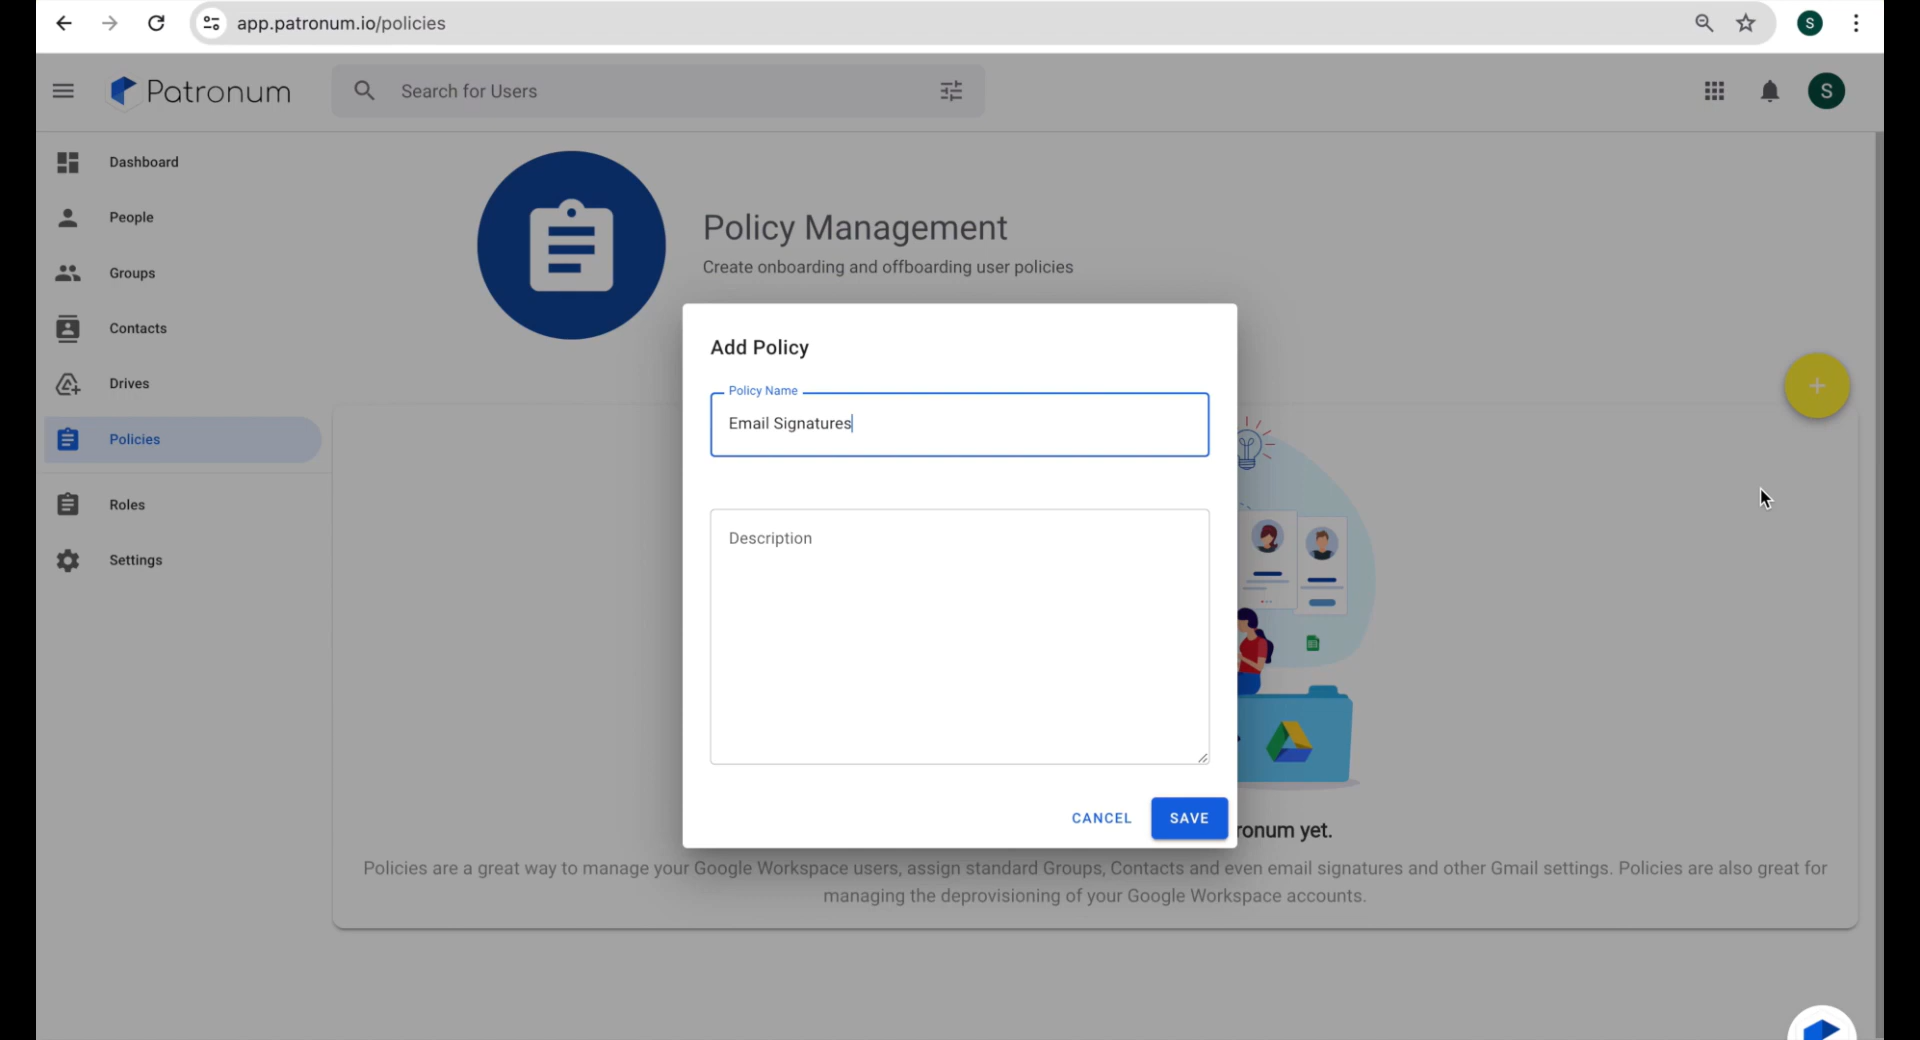 app.patronum.io/policies
S
Patronum
Search for Users
S
Dashboard
People
Groups
Contacts
Drives
Policies
Roles
Settings
Policy Management
Create onboarding and offboarding user policies
Add Policy
Policy Name
Email Signatures
Description
CANCEL
SAVE
ronum yet.
Policies are a great way to manage your Google Workspace users, assign standard Groups, Contacts and even email signatures and other Gmail settings. Policies are also great for
managing the deprovisioning of your Google Workspace accounts.